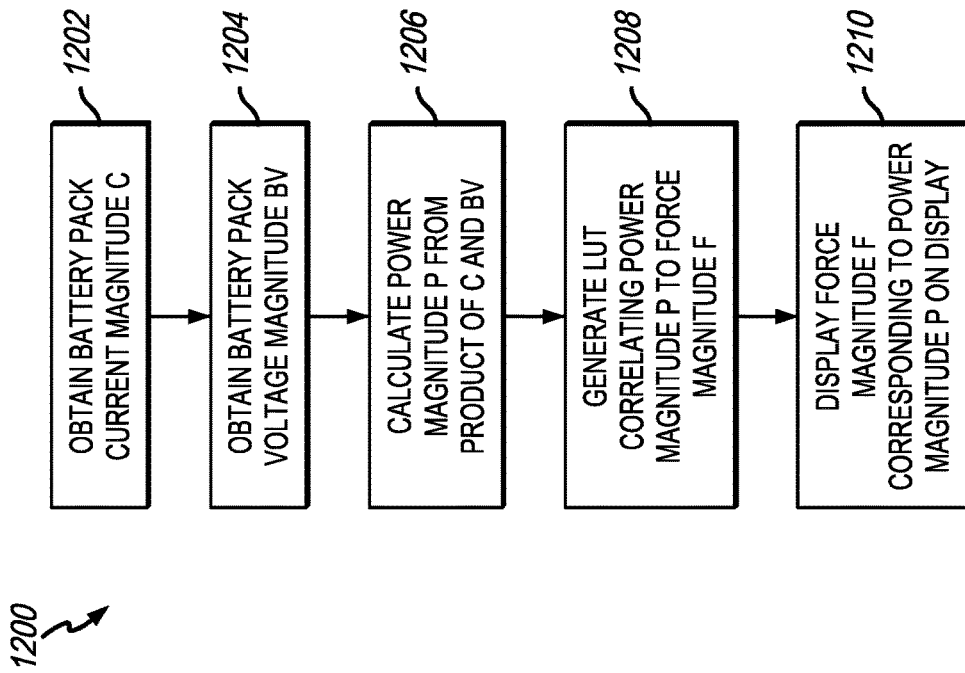 1200
OBTAIN BATTERY PACK
CURRENT MAGNITUDE C
1202
OBTAIN BATTERY PACK
VOLTAGE MAGNITUDE BV
1204
CALCULATE POWER
MAGNITUDE P FROM
PRODUCT OF C AND BV
1206
GENERATE LUT
CORRELATING POWER
MAGNITUDE P TO FORCE
MAGNITUDE F
1208
DISPLAY FORCE
MAGNITUDE F
CORRESPONDING TO POWER
MAGNITUDE P ON DISPLAY
1210